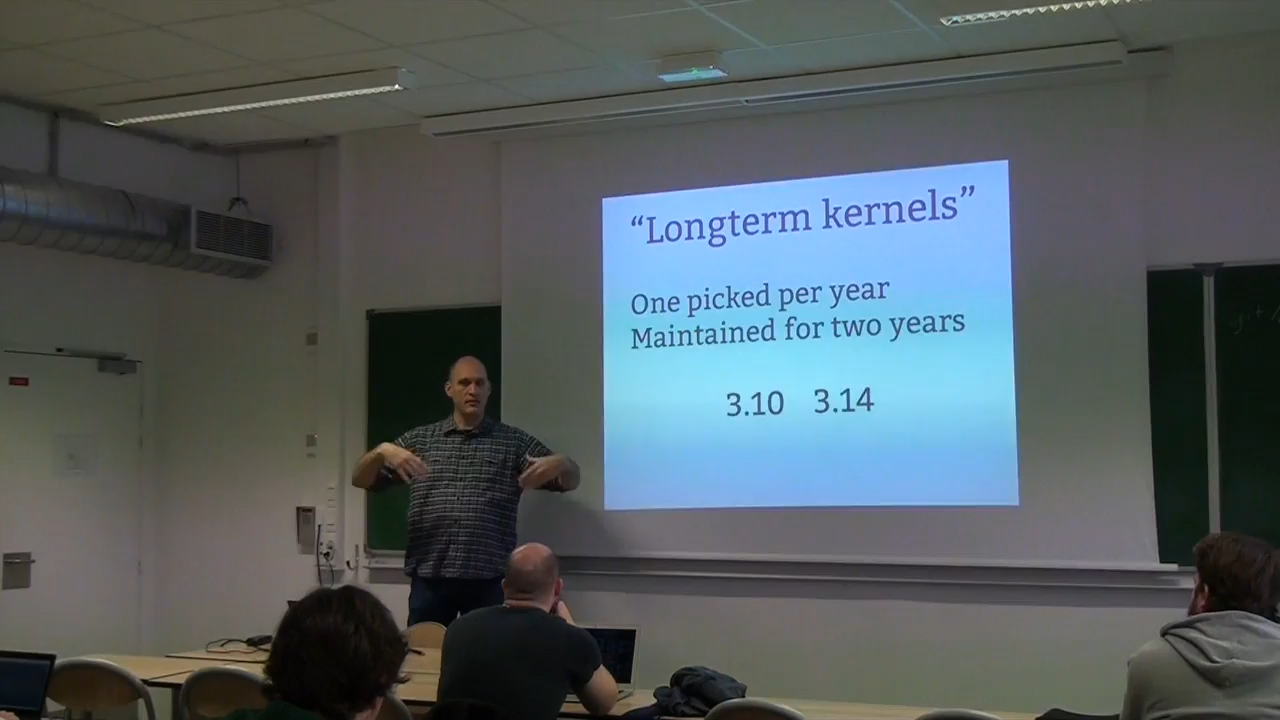 “Longterm kernels”
One picked per year
Maintained for two years
3.10 3.14